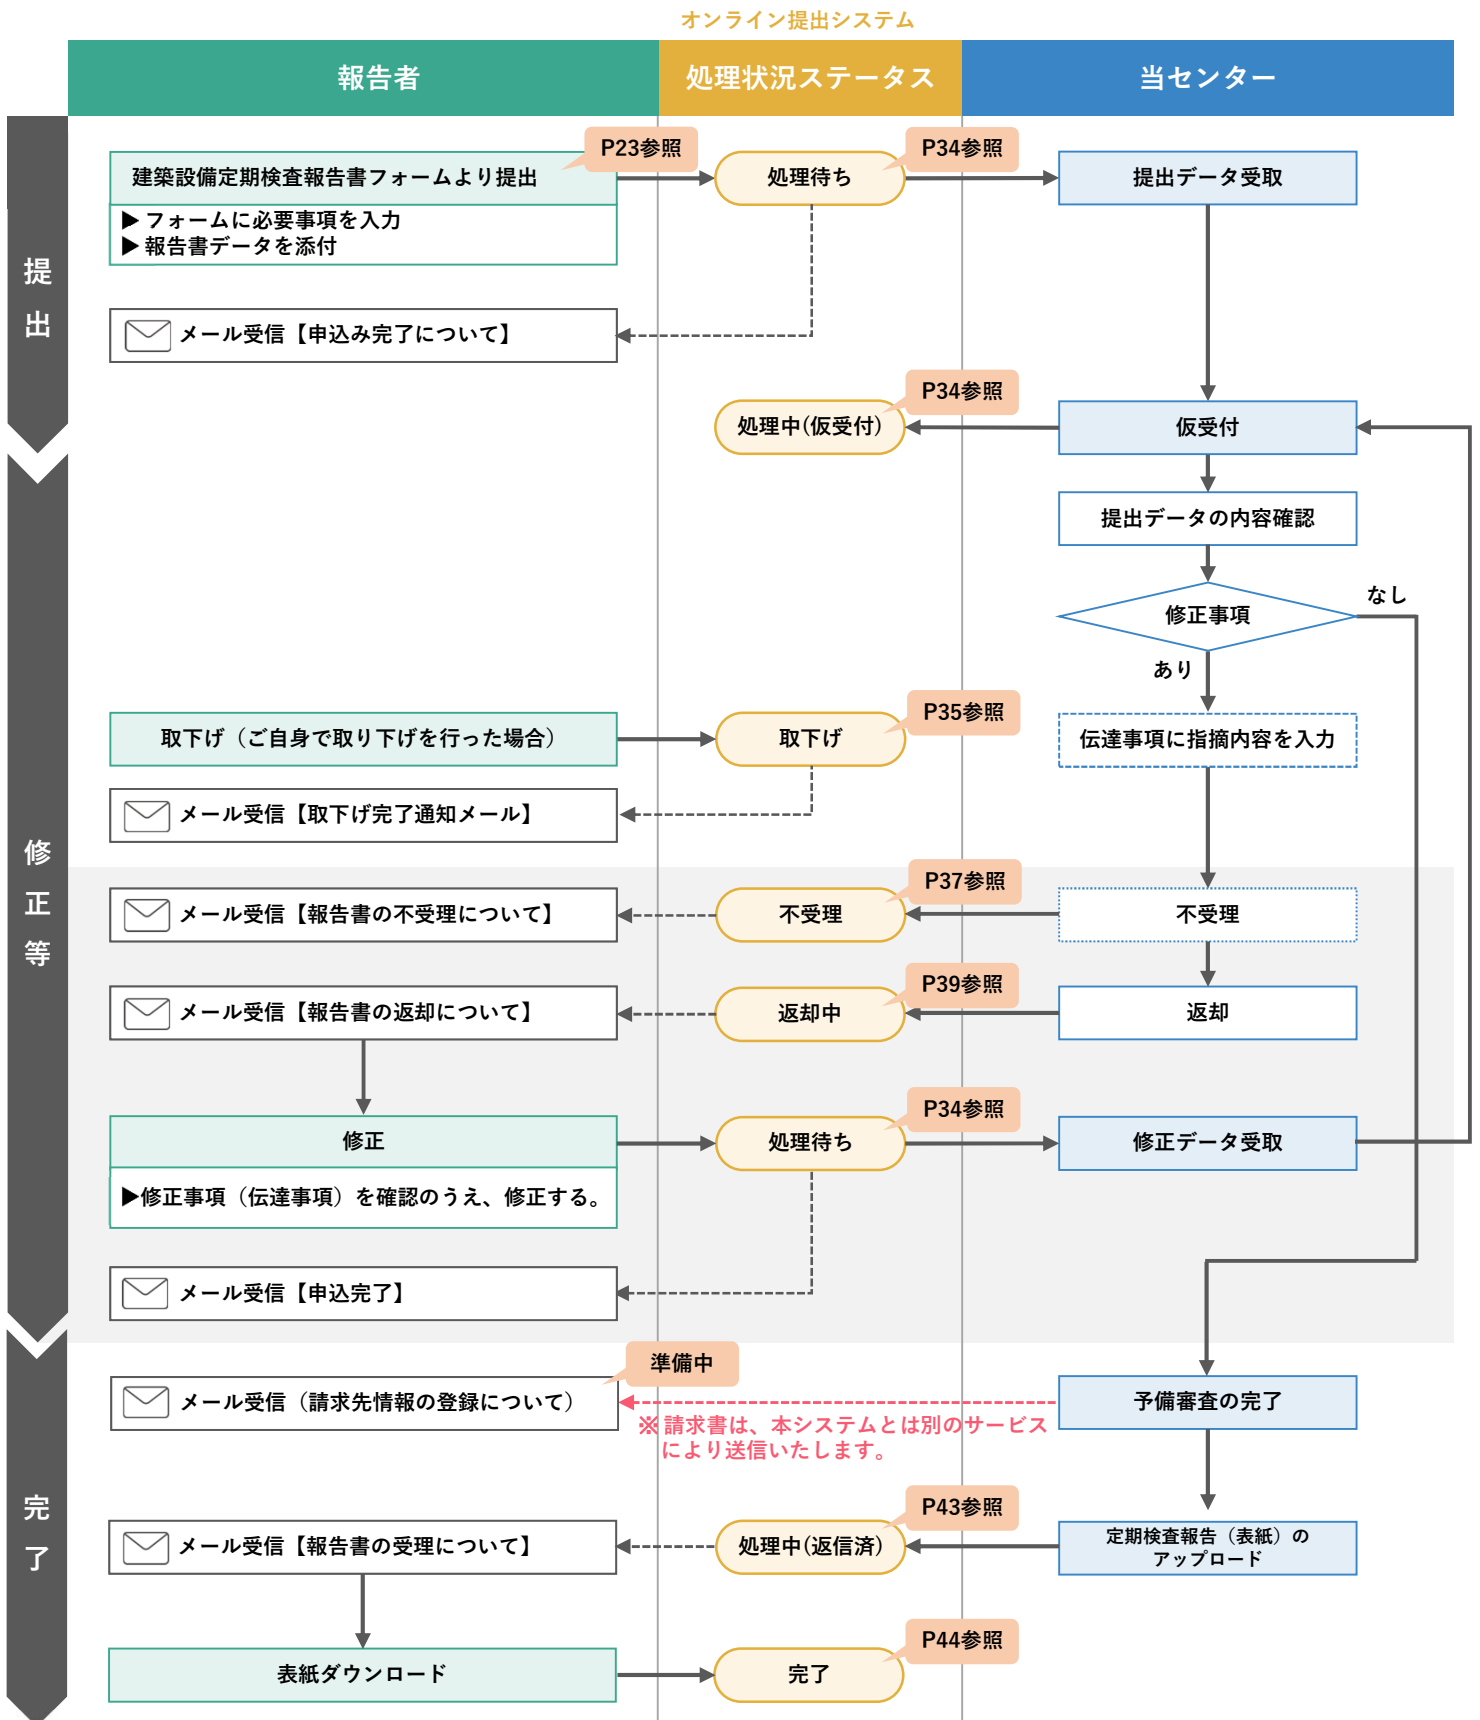 オンライン提出システム
報告者
処理状況ステータス
当センター
提出
P23参照
P34参照
建築設備定期検査報告書フォームより提出
処理待ち
提出データ受取
▶ フォームに必要事項を入力
▶ 報告書データを添付
メール受信【申込み完了について】
P34参照
処理中(仮受付)
仮受付
修正等
提出データの内容確認
なし
修正事項
あり
P35参照
取下げ（ご自身で取り下げを行った場合）
取下げ
伝達事項に指摘内容を入力
メール受信【取下げ完了通知メール】
P37参照
メール受信【報告書の不受理について】
不受理
不受理
P39参照
メール受信【報告書の返却について】
返却中
返却
P34参照
修正
処理待ち
修正データ受取
▶修正事項（伝達事項）を確認のうえ、修正する。
メール受信【申込完了】
完了
準備中
メール受信（請求先情報の登録について）
予備審査の完了
※ 請求書は、本システムとは別のサービス
により送信いたします。
P43参照
メール受信【報告書の受理について】
処理中(返信済)
定期検査報告（表紙）の
アップロード
P44参照
表紙ダウンロード
完了